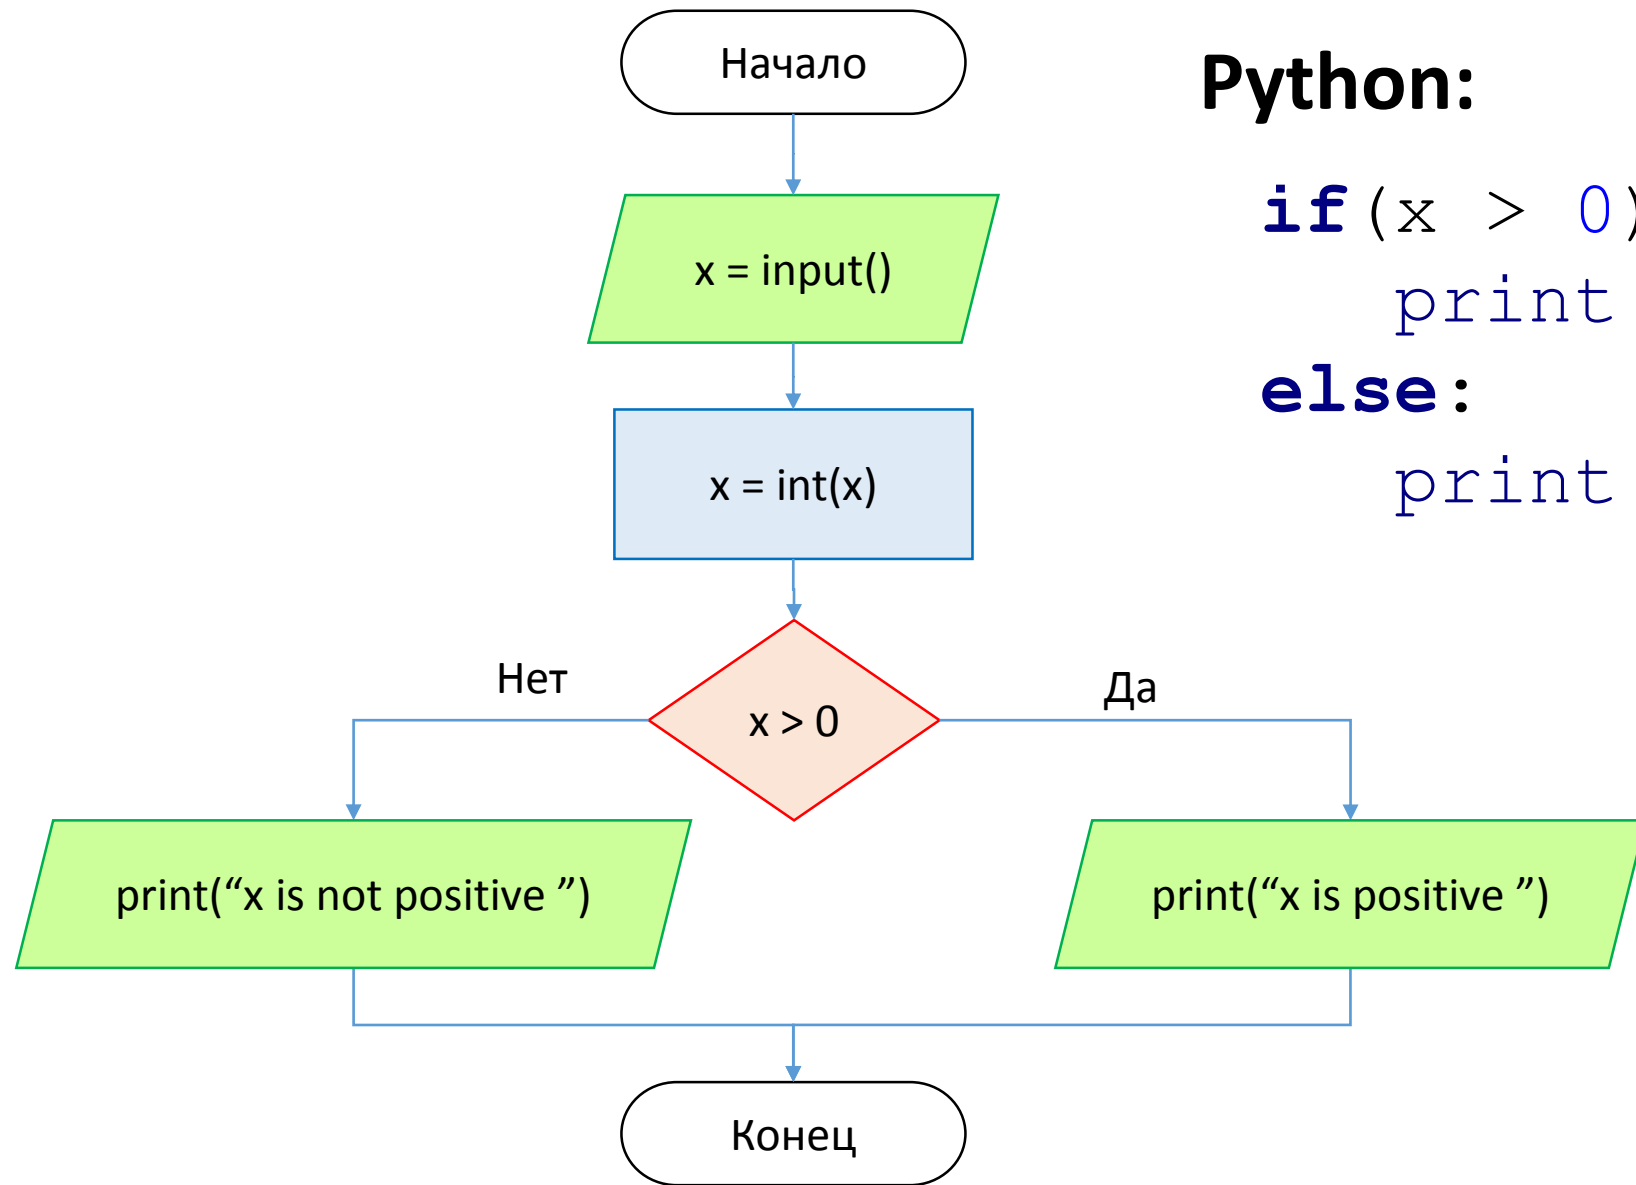 Начало
x = input()
x = int(x)
x > 0
Нет
Да
print(“x is not positive ”)
print(“x is positive ”)
Конец
Python:
if(x > 0)
print
else:
print